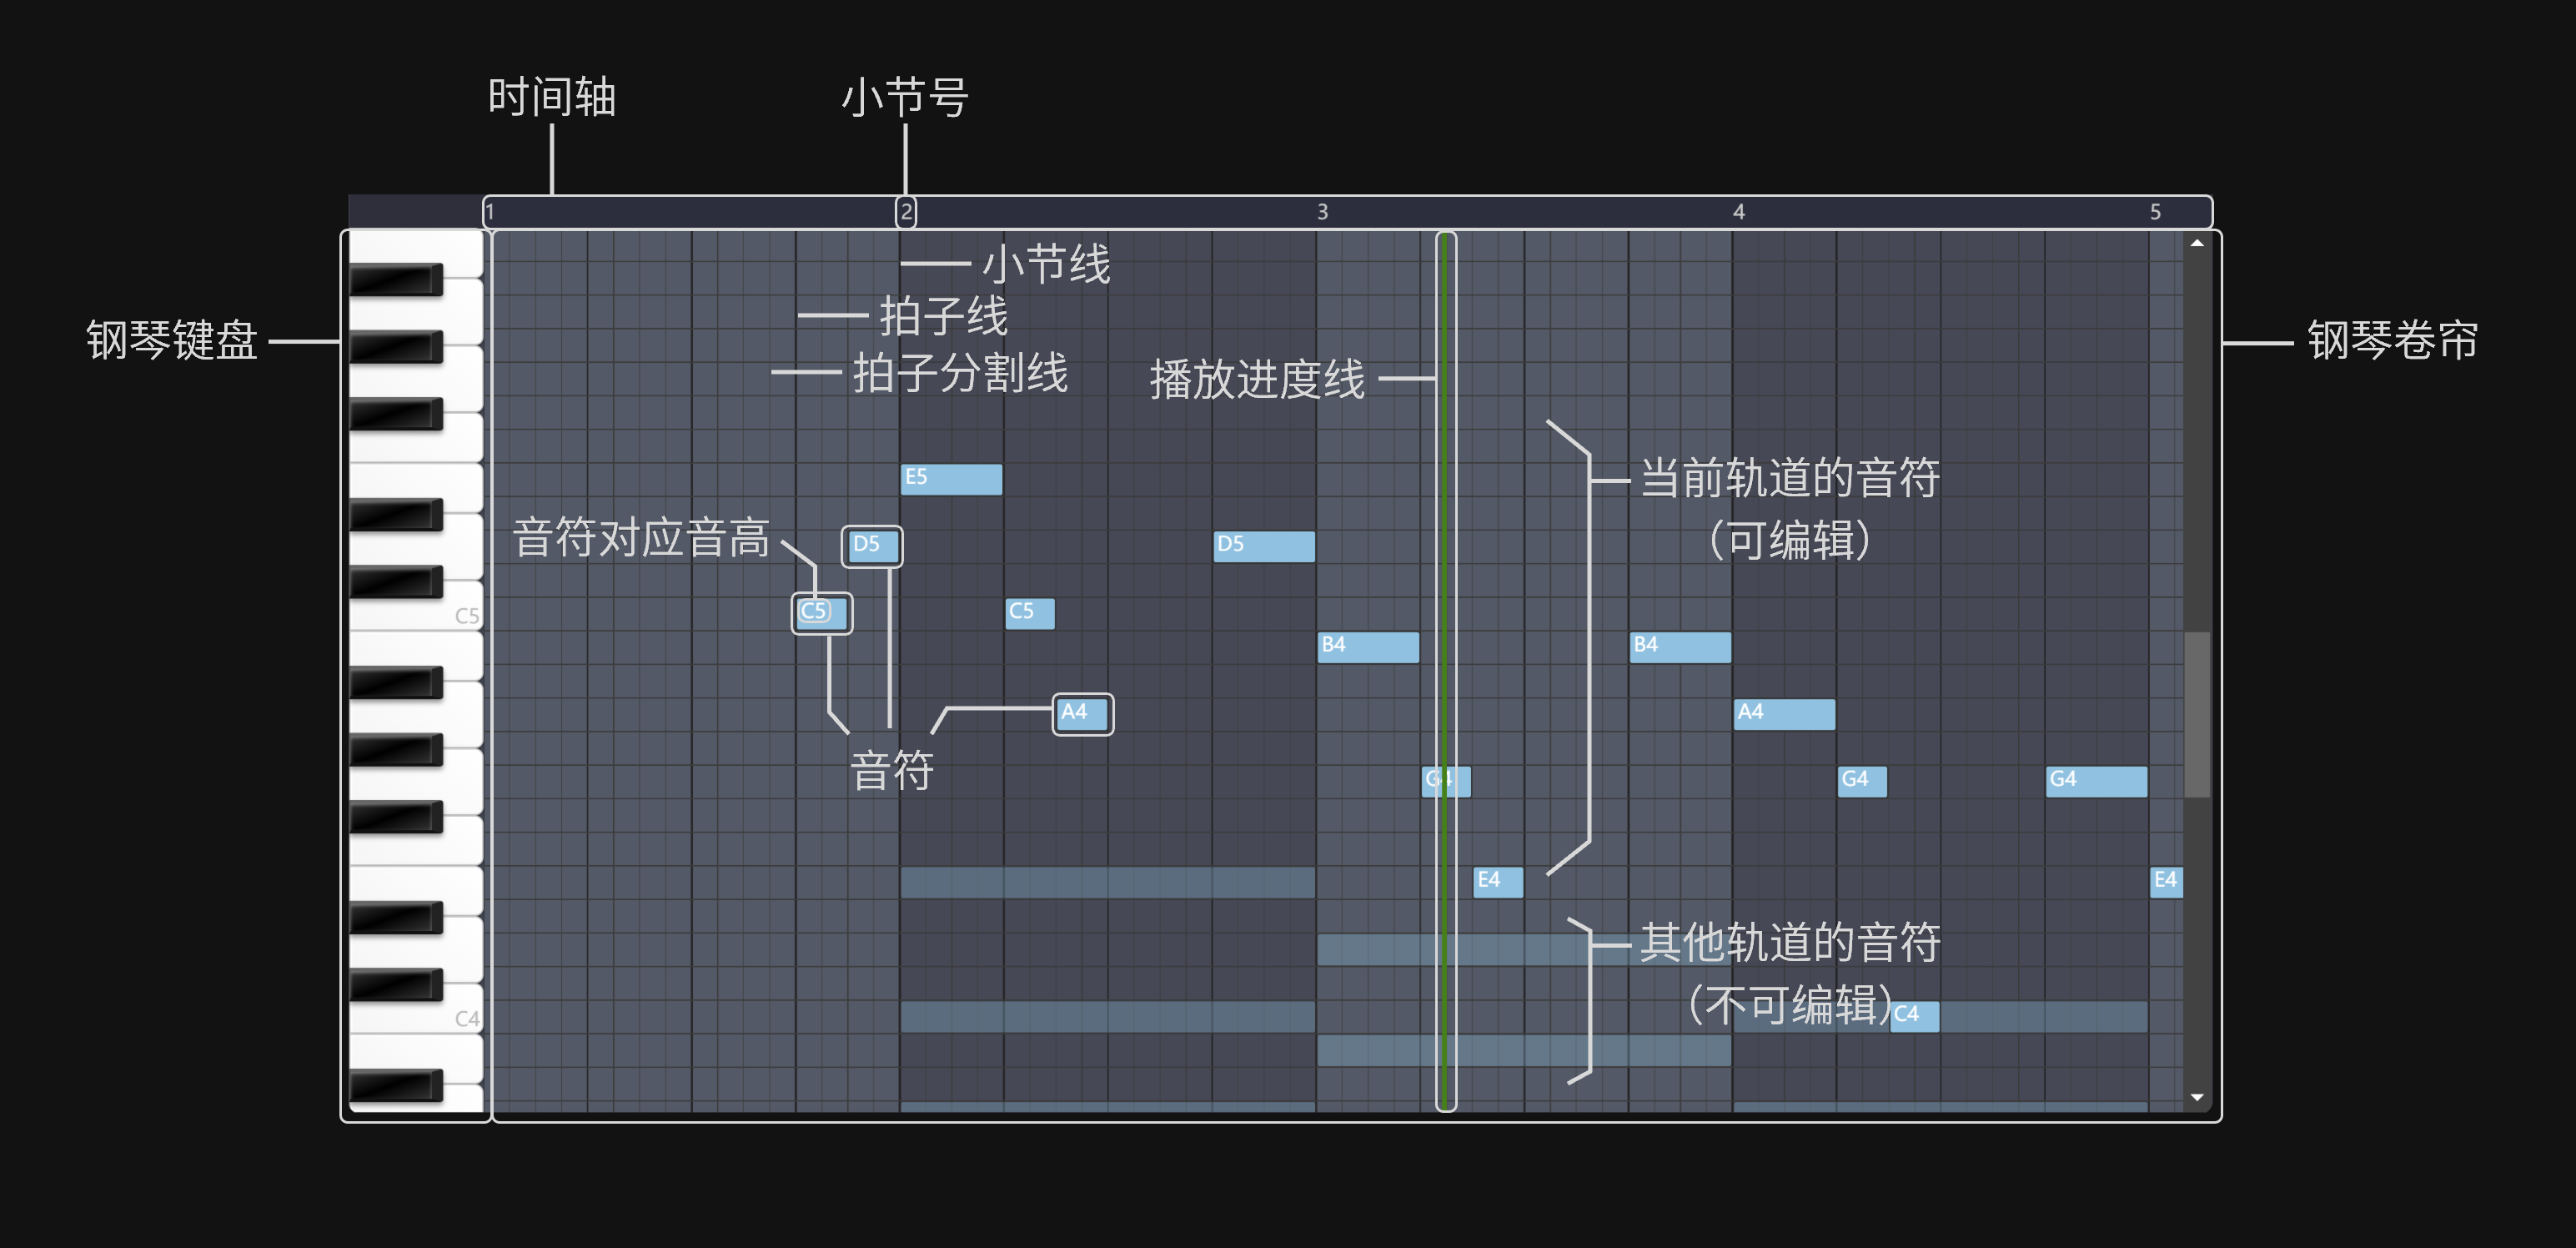 时间轴
小节号
1 2 3 4 5
小节线
拍子线
钢琴键盘
钢琴卷帘
拍子分割线
播放进度线
当前轨道的音符
（可编辑）
E5
音符对应音高
D5
D5
C5
C5
C5
B4
B4
A4
A4
音符
G4
G4
G4
E4
E4
其他轨道的音符
（不可编辑）
C4
C4